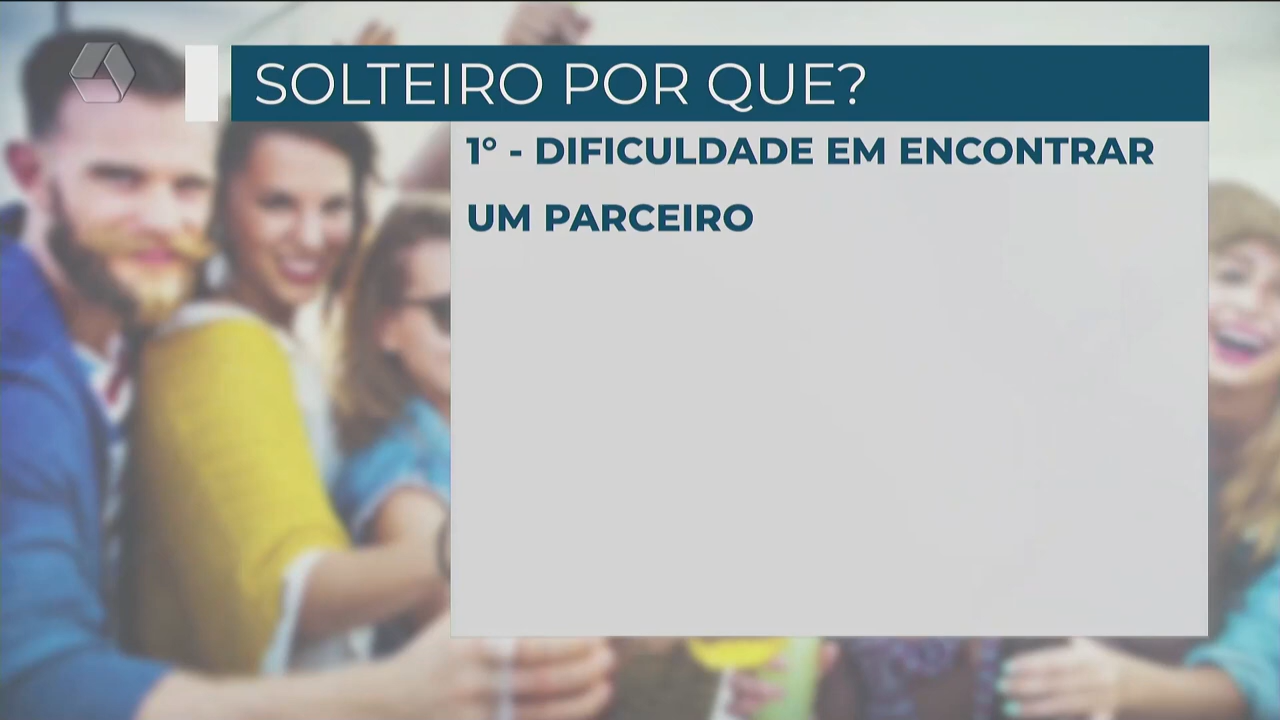 SOLTEIRO POR QUE?
1° - DIFICULDADE EM ENCONTRAR
UM PARCEIRO